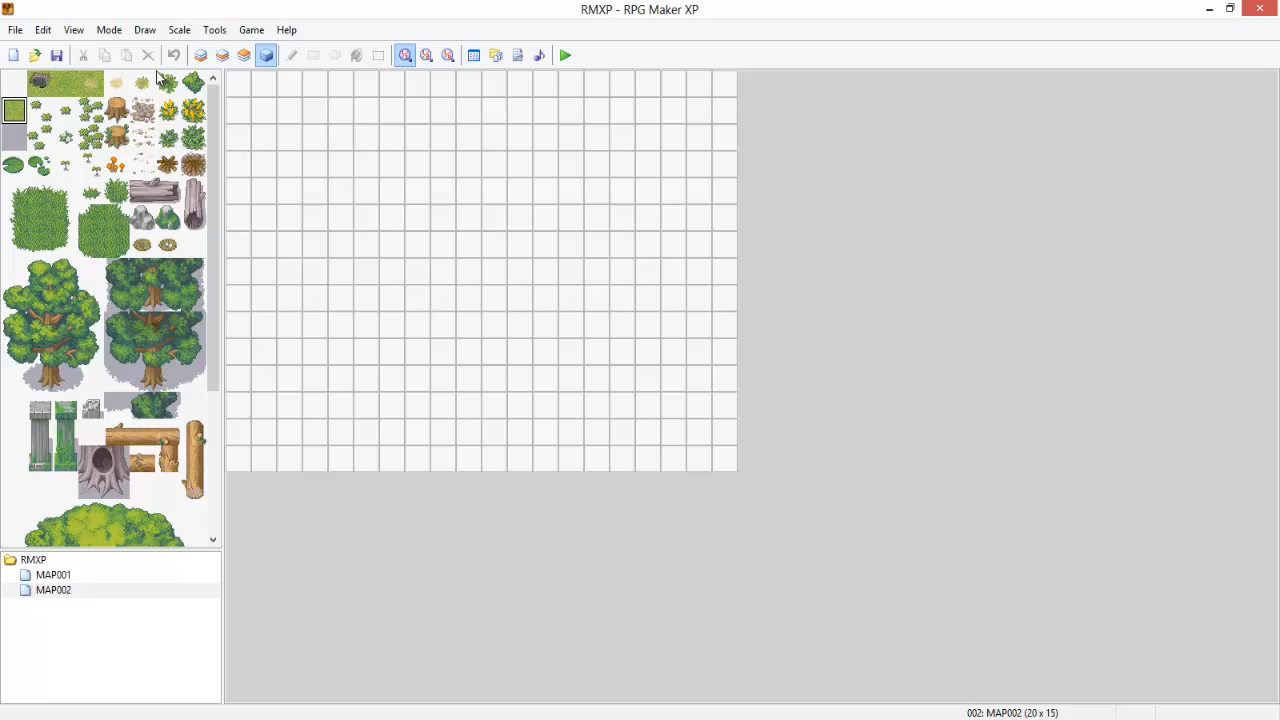 RMXP - RPG Maker XP
File Edit View Mode Draw Scale Tools Game Help
RMXP
MAP001
MAP002
002: MAP002 (20 x 15)